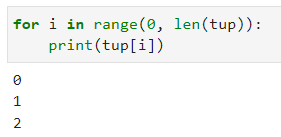 for i in range(0, len(tup)):
    print(tup[i])
0
1
2